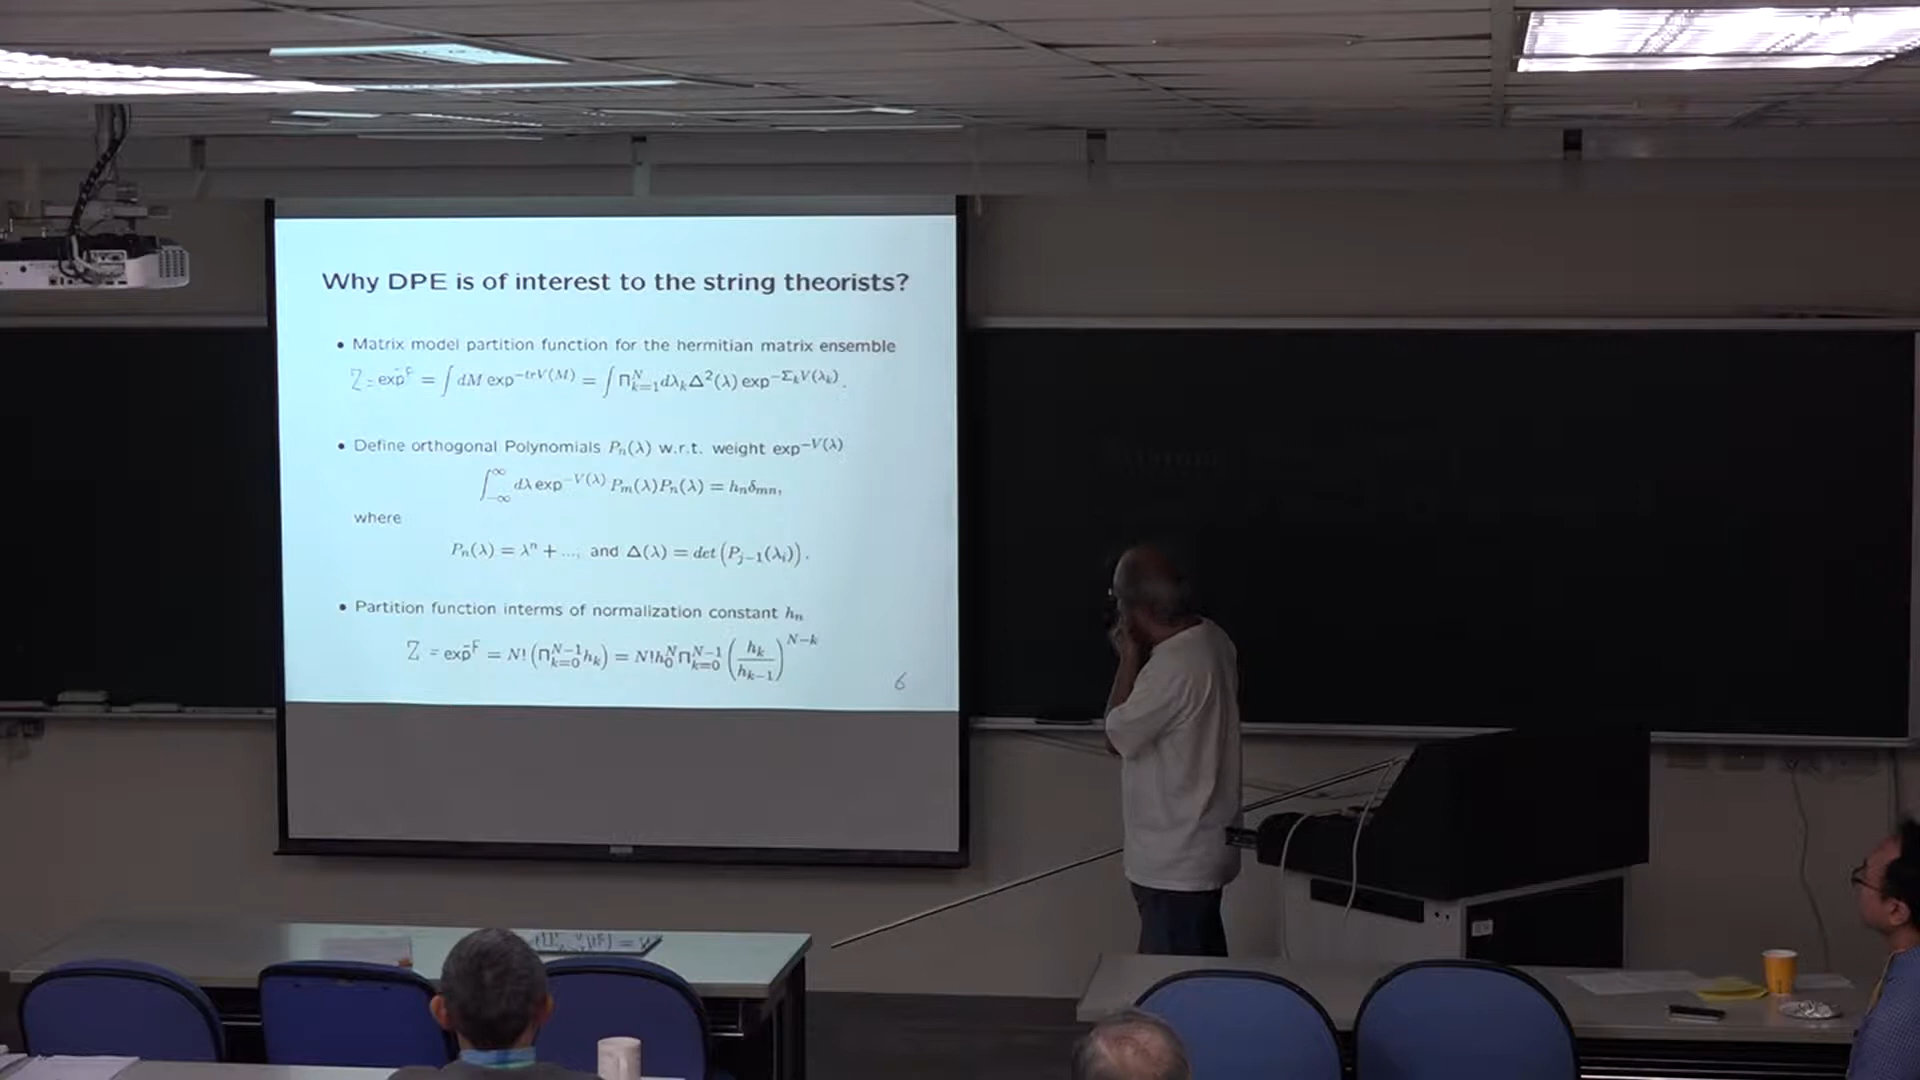 Why DPE is of interest to the string theorists?
• Matrix model partition function for the hermitian matrix ensemble
Z = exp^{-F} = ∫ dM exp^{-trV(M)} = ∫ Π_{k=1}^{N} dλ_k Δ²(λ) exp^{-Σ_k V(λ_k)}.
• Define orthogonal Polynomials P_n(λ) w.r.t. weight exp^{-V(λ)}
∫_{-∞}^{∞} dλ exp^{-V(λ)} P_m(λ)P_n(λ) = h_n δ_{mn},
where
P_n(λ) = λ^n + ..., and Δ(λ) = det (P_{j-1}(λ_i)).
• Partition function interms of normalization constant h_n
Z = exp^{-F} = N! (Π_{k=0}^{N-1} h_k) = N! h_0^N Π_{k=0}^{N-1} (h_k / h_{k-1})^{N-k}
6